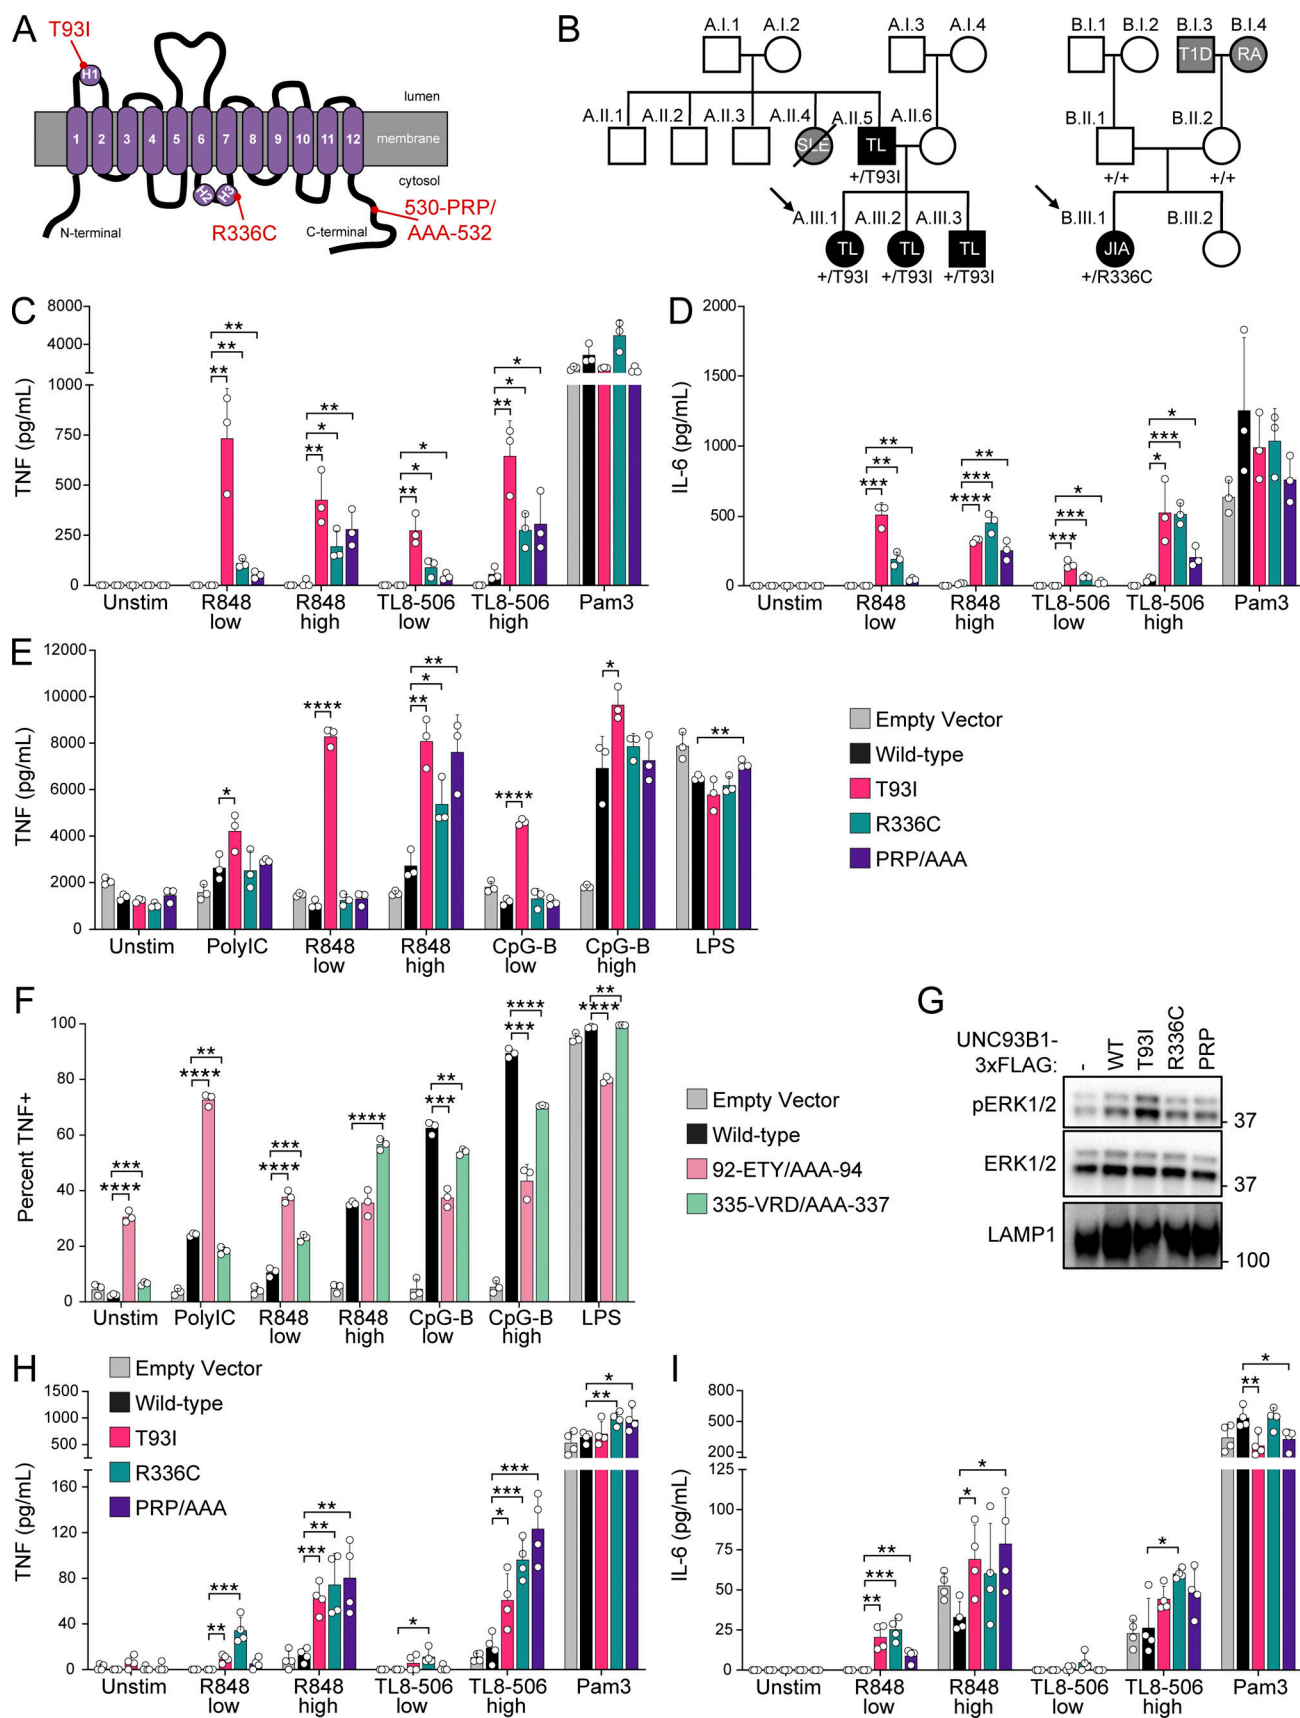 A
T93I
H1
lumen
1 2 3 4 5 6 7 8 9 10 11 12
membrane
cytosol
H2 H3
N-terminal
R336C
C-terminal
530-PRP/
AAA-532
B
A.I.1 A.I.2 A.I.3 A.I.4
A.II.1 A.II.2 A.II.3 A.II.4 A.II.5 A.II.6
SLE TL
+/T93I
A.III.1 A.III.2 A.III.3
TL TL TL
+/T93I +/T93I +/T93I
B.I.1 B.I.2 B.I.3 B.I.4
T1D RA
B.II.1 B.II.2
+/+ +/+
B.III.1 B.III.2
JIA
+/R336C
C
TNF (pg/mL)
8000
4000
1000
750
500
250
0
** ** **
** * **
** * *
** * *
Unstim R848 low R848 high TL8-506 low TL8-506 high Pam3
D
IL-6 (pg/mL)
2000
1500
1000
500
0
*** ** **
**** *** **
*** *** *
* *** *
Unstim R848 low R848 high TL8-506 low TL8-506 high Pam3
E
TNF (pg/mL)
12000
10000
8000
6000
4000
2000
0
*
****
** * **
****
*
**
Unstim PolyIC R848 low R848 high CpG-B low CpG-B high LPS
Empty Vector
Wild-type
T93I
R336C
PRP/AAA
F
Percent TNF+
100
80
60
40
20
0
**** ***
**** **
**** ***
****
*** **
*** ****
**** **
Unstim PolyIC R848 low R848 high CpG-B low CpG-B high LPS
Empty Vector
Wild-type
92-ETY/AAA-94
335-VRD/AAA-337
G
UNC93B1-
3xFLAG:
- WT T93I R336C PRP
pERK1/2
- 37
ERK1/2
- 37
LAMP1
- 100
H
Empty Vector
Wild-type
T93I
R336C
PRP/AAA
TNF (pg/mL)
1500
1000
500
160
120
80
40
0
** ***
*** ** **
*
* *** ***
** *
Unstim R848 low R848 high TL8-506 low TL8-506 high Pam3
I
IL-6 (pg/mL)
800
500
200
125
100
75
50
25
0
** *** **
* *
*
** *
Unstim R848 low R848 high TL8-506 low TL8-506 high Pam3